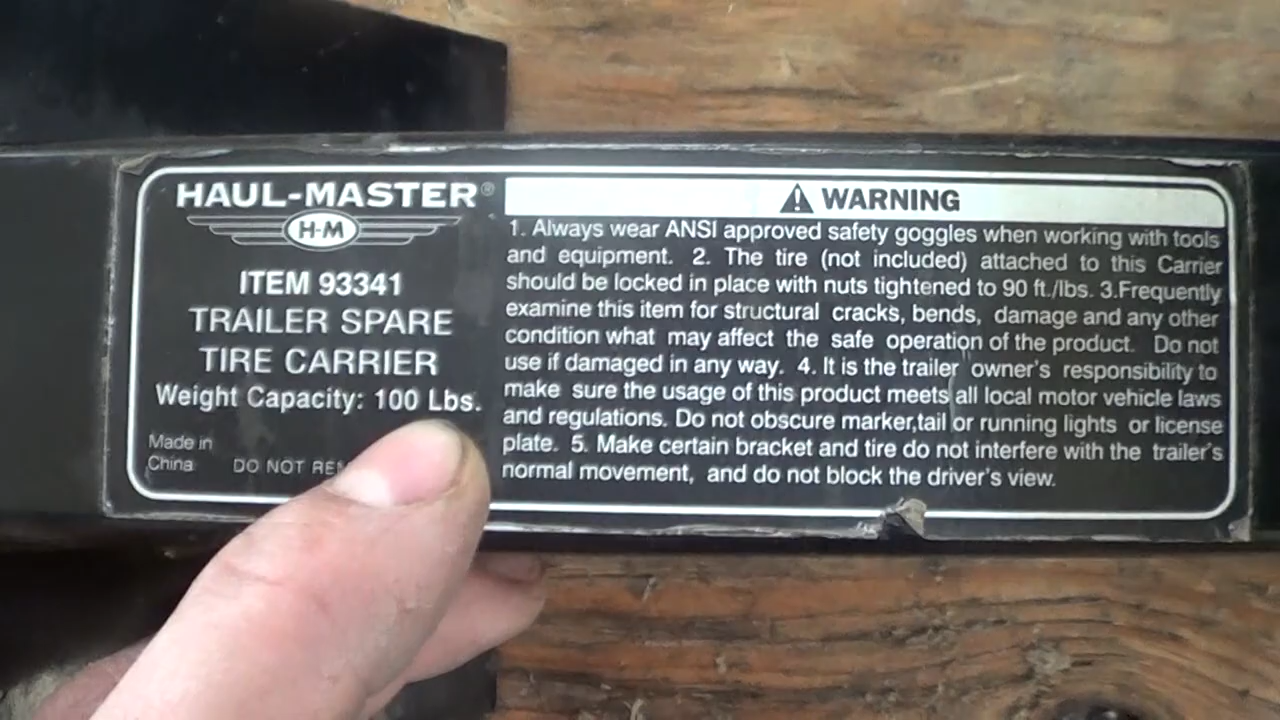 HAUL-MASTER®
H-M
ITEM 93341
TRAILER SPARE
TIRE CARRIER
Weight Capacity: 100 Lbs.
Made in
China
DO NOT
WARNING
1. Always wear ANSI approved safety goggles when working with tools
and equipment. 2. The tire (not included) attached to this Carrier
should be locked in place with nuts tightened to 90 ft./lbs. 3.Frequently
examine this item for structural cracks, bends, damage and any other
condition what may affect the safe operation of the product. Do not
use if damaged in any way. 4. It is the trailer owner's responsibility to
make sure the usage of this product meets all local motor vehicle laws
and regulations. Do not obscure marker,tail or running lights or license
plate. 5. Make certain bracket and tire do not interfere with the trailer's
normal movement, and do not block the driver's view.